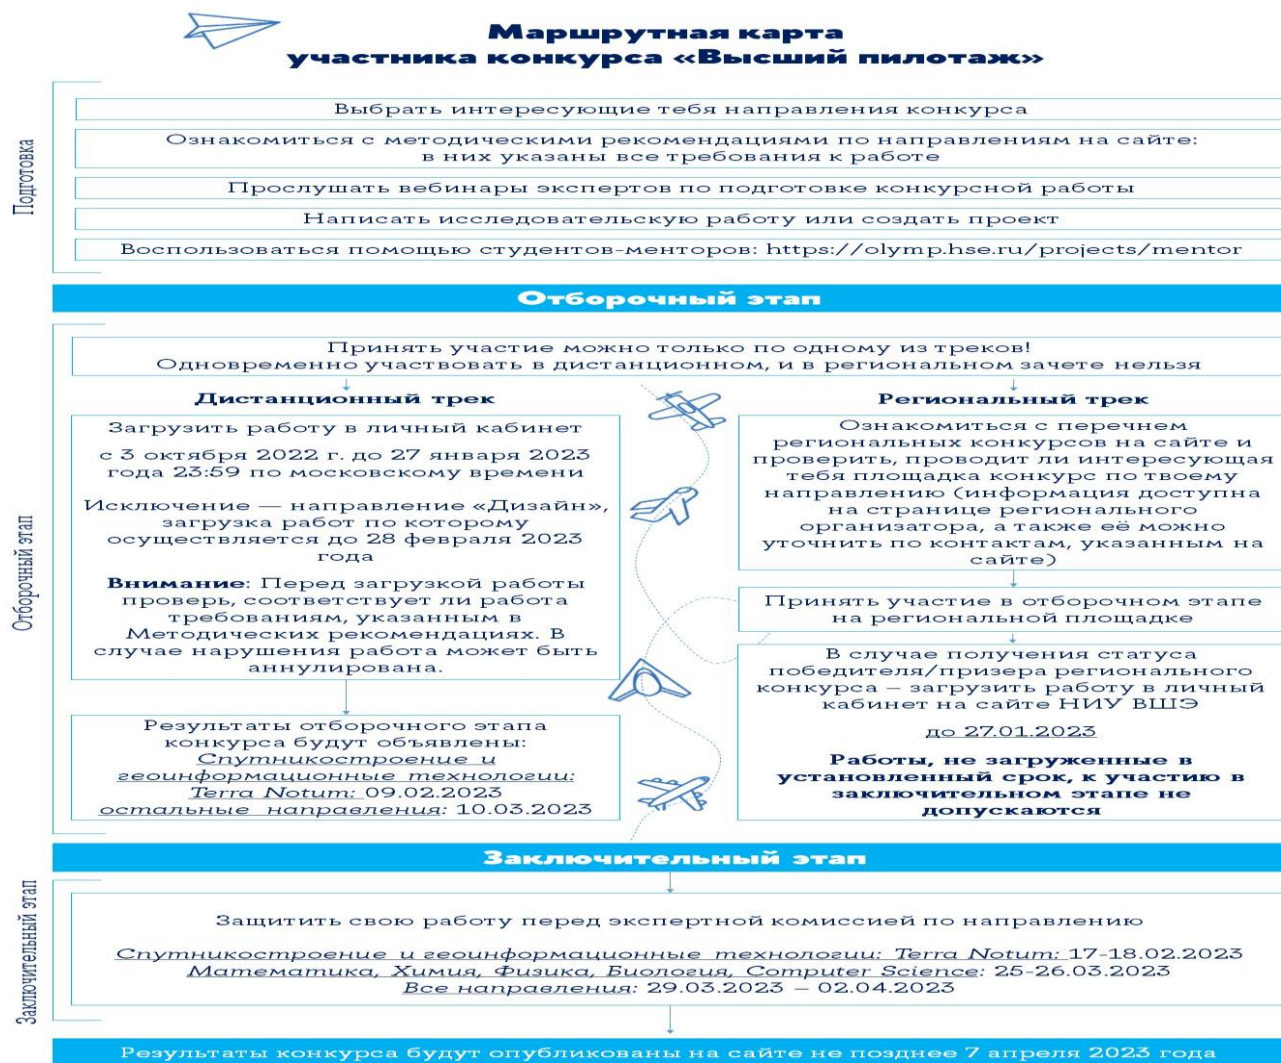 Маршрутная карта
участника конкурса «Высший пилотаж»
Подготовка
Выбрать интересующие тебя направления конкурса
Ознакомиться с методическими рекомендациями по направлениям на сайте:
в них указаны все требования к работе
Прослушать вебинары экспертов по подготовке конкурсной работы
Написать исследовательскую работу или создать проект
Воспользоваться помощью студентов-менторов: https://olymp.hse.ru/projects/mentor
Отборочный этап
Отборочный этап
Принять участие можно только по одному из треков!
Одновременно участвовать в дистанционном, и в региональном зачете нельзя
Дистанционный трек
Загрузить работу в личный кабинет
с 3 октября 2022 г. до 27 января 2023
года 23:59 по московскому времени
Исключение — направление «Дизайн»,
загрузка работ по которому
осуществляется до 28 февраля 2023
года
Внимание: Перед загрузкой работы
проверь, соответствует ли работа
требованиям, указанным в
Методических рекомендациях. В
случае нарушения работа может быть
аннулирована.
Результаты отборочного этапа
конкурса будут объявлены:
Спутникостроение и
геоинформационные технологии:
Terra Notum: 09.02.2023
остальные направления: 10.03.2023
Региональный трек
Ознакомиться с перечнем
региональных конкурсов на сайте и
проверить, проводит ли интересующая
тебя площадка конкурс по твоему
направлению (информация доступна
на странице регионального
организатора, а также её можно
уточнить по контактам, указанным на
сайте)
Принять участие в отборочном этапе
на региональной площадке
В случае получения статуса
победителя/призера регионального
конкурса – загрузить работу в личный
кабинет на сайте НИУ ВШЭ
до 27.01.2023
Работы, не загруженные в
установленный срок, к участию в
заключительном этапе не
допускаются
Заключительный этап
Заключительный этап
Защитить свою работу перед экспертной комиссией по направлению
Спутникостроение и геоинформационные технологии: Terra Notum: 17-18.02.2023
Математика, Химия, Физика, Биология, Computer Science: 25-26.03.2023
Все направления: 29.03.2023 – 02.04.2023
Результаты конкурса будут опубликованы на сайте не позднее 7 апреля 2023 года